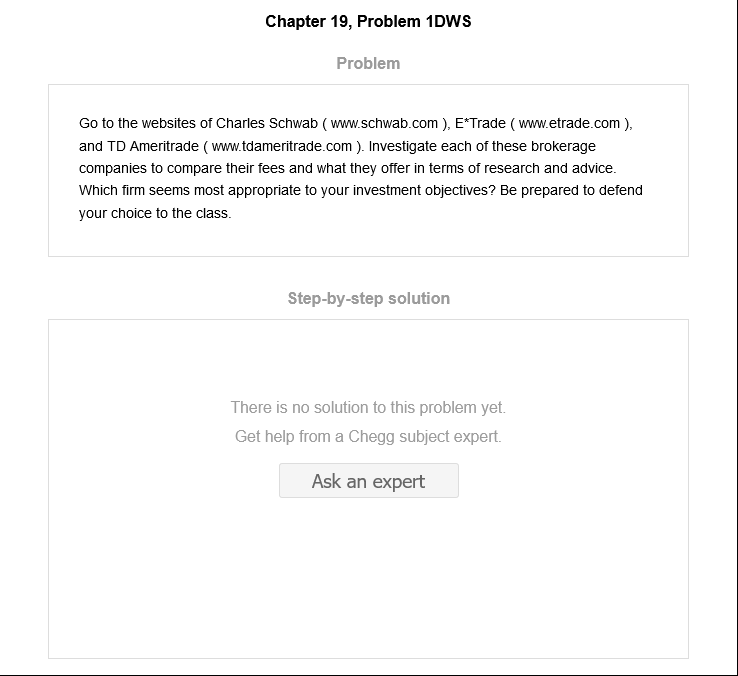 Chapter 19, Problem 1DWS
Problem
Go to the websites of Charles Schwab ( www.schwab.com ), E*Trade ( www.etrade.com ),
and TD Ameritrade ( www.tdameritrade.com ). Investigate each of these brokerage
companies to compare their fees and what they offer in terms of research and advice.
Which firm seems most appropriate to your investment objectives? Be prepared to defend
your choice to the class.
Step-by-step solution
There is no solution to this problem yet.
Get help from a Chegg subject expert.
Ask an expert